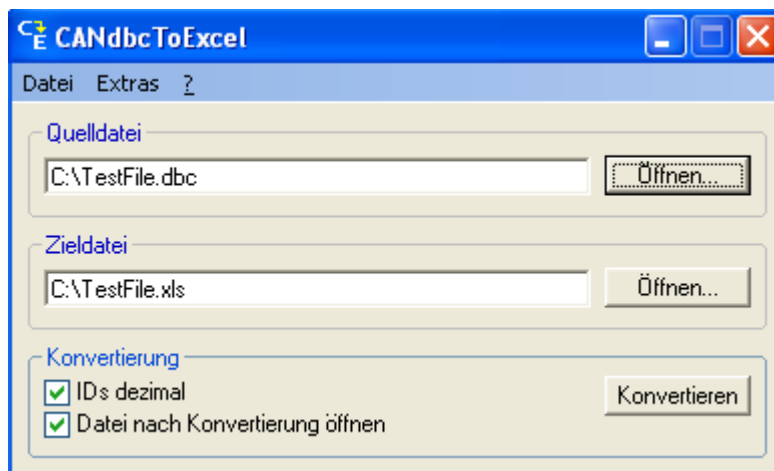 CANdbcToExcel
Datei Extras ?
Quelldatei
C:\TestFile.dbc
Öffnen...
Zieldatei
C:\TestFile.xls
Öffnen...
Konvertierung
IDs dezimal
Konvertieren
Datei nach Konvertierung öffnen